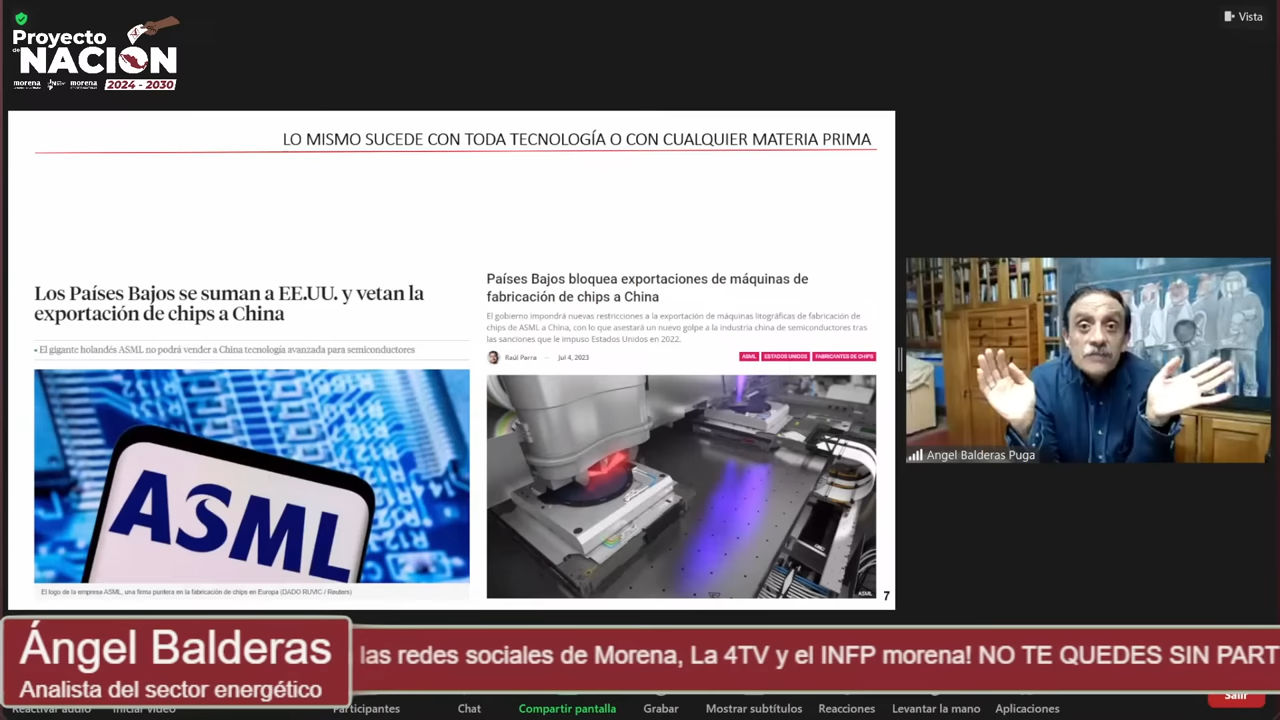 Proyecto
de NACIÓN
morena morena 2024 - 2030
Vista
LO MISMO SUCEDE CON TODA TECNOLOGÍA O CON CUALQUIER MATERIA PRIMA
Los Países Bajos se suman a EE.UU. y vetan la
exportación de chips a China
• El gigante holandés ASML no podrá vender a China tecnología avanzada para semiconductores
ASML
El logo de la empresa ASML, una firma puntera en la fabricación de chips en Europa (DADO RUVIC / Reuters)
Países Bajos bloquea exportaciones de máquinas de
fabricación de chips a China
El gobierno impondrá nuevas restricciones a la exportación de máquinas litográficas de fabricación de
chips de ASML a China, con lo que asestará un nuevo golpe a la industria china de semiconductores tras
las sanciones que le impuso Estados Unidos en 2022.
Raúl Parra — Jul 4, 2023
ASML ESTADOS UNIDOS FABRICANTES DE CHIPS
ASML
7
Angel Balderas Puga
Ángel Balderas
Analista del sector energético
las redes sociales de Morena, La 4TV y el INFP morena! NO TE QUEDES SIN PART
Reactivar audio Iniciar video Participantes Chat Compartir pantalla Grabar Mostrar subtítulos Reacciones Levantar la mano Aplicaciones Salir